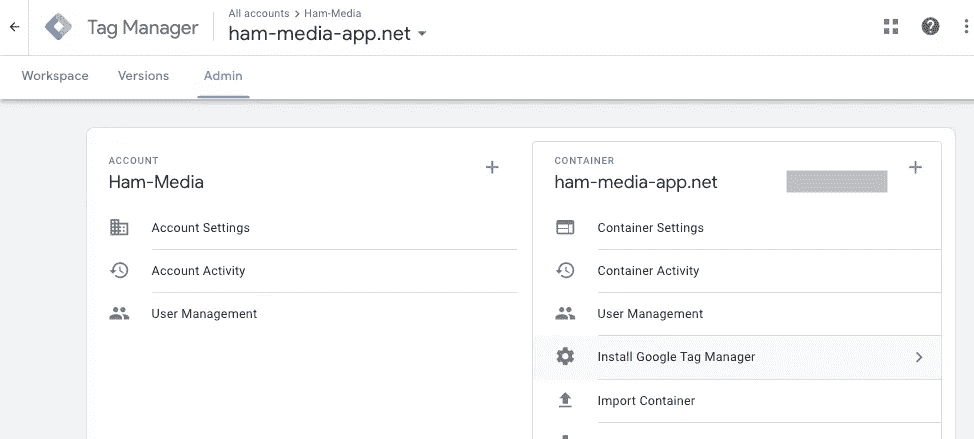 All accounts > Ham-Media
Tag Manager
ham-media-app.net
Workspace
Versions
Admin
ACCOUNT
Ham-Media
Account Settings
Account Activity
User Management
CONTAINER
ham-media-app.net
Container Settings
Container Activity
User Management
Install Google Tag Manager
Import Container